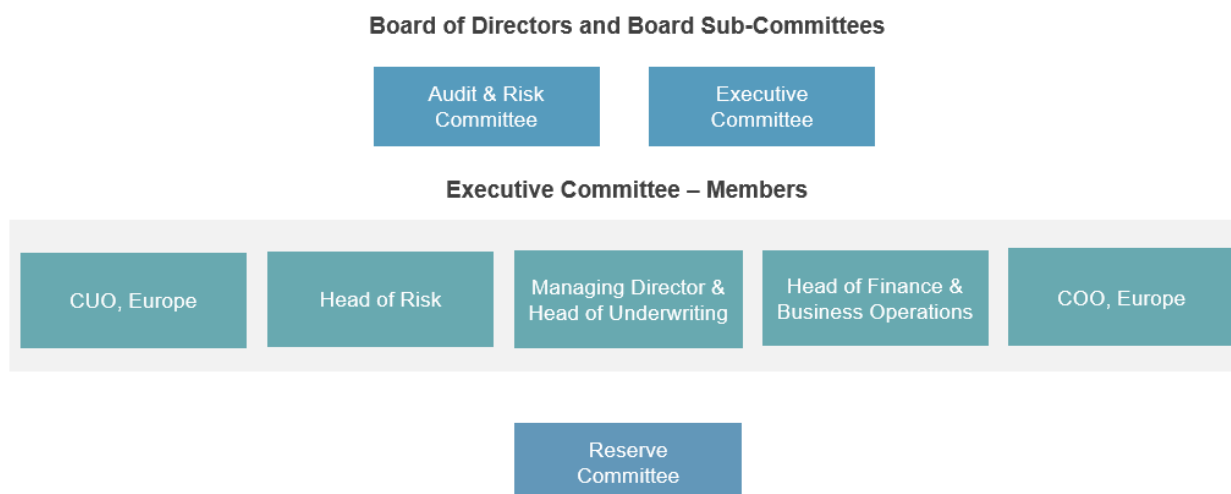 Board of Directors and Board Sub-Committees
Audit & Risk
Committee
Executive
Committee
Executive Committee – Members
CUO, Europe
Head of Risk
Managing Director &
Head of Underwriting
Head of Finance &
Business Operations
COO, Europe
Reserve
Committee